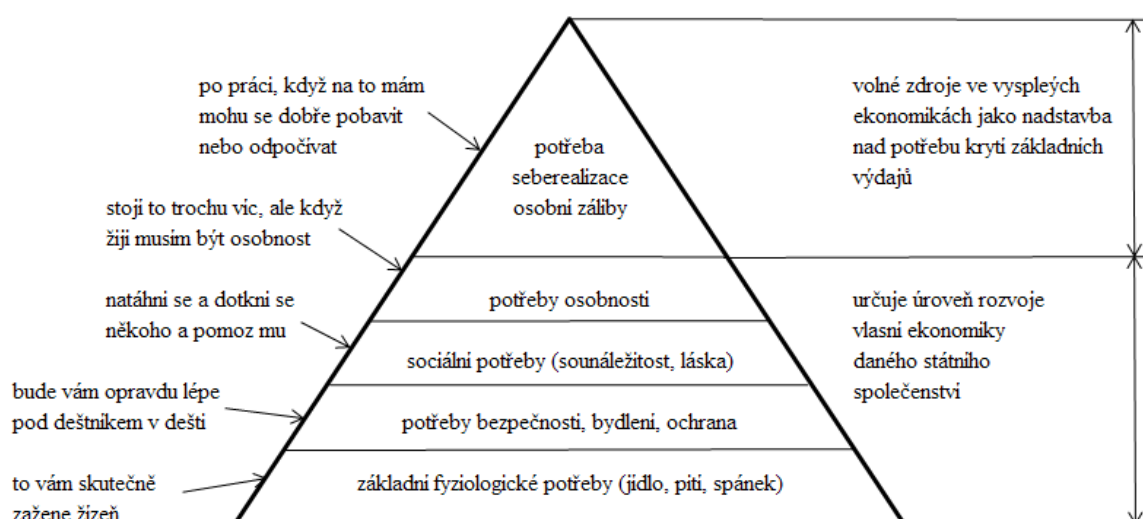 po práci, když na to mám
mohu se dobře pobavit
nebo odpočívat
potřeba
seberealizace
osobní záliby
volné zdroje ve vyspleých
ekonomikách jako nadstavba
nad potřebu krytí základních
výdajů
stojí to trochu víc, ale když
žiji musím být osobnost
natáhni se a dotkni se
někoho a pomoz mu
potřeby osobnosti
určuje úroveň rozvoje
vlasní ekonomiky
daného státního
společenství
sociální potřeby (sounáležitost, láska)
bude vám opravdu lépe
pod deštníkem v dešti
potřeby bezpečnosti, bydlení, ochrana
to vám skutečně
zažene žízeň
základní fyziologické potřeby (jídlo, pití, spánek)